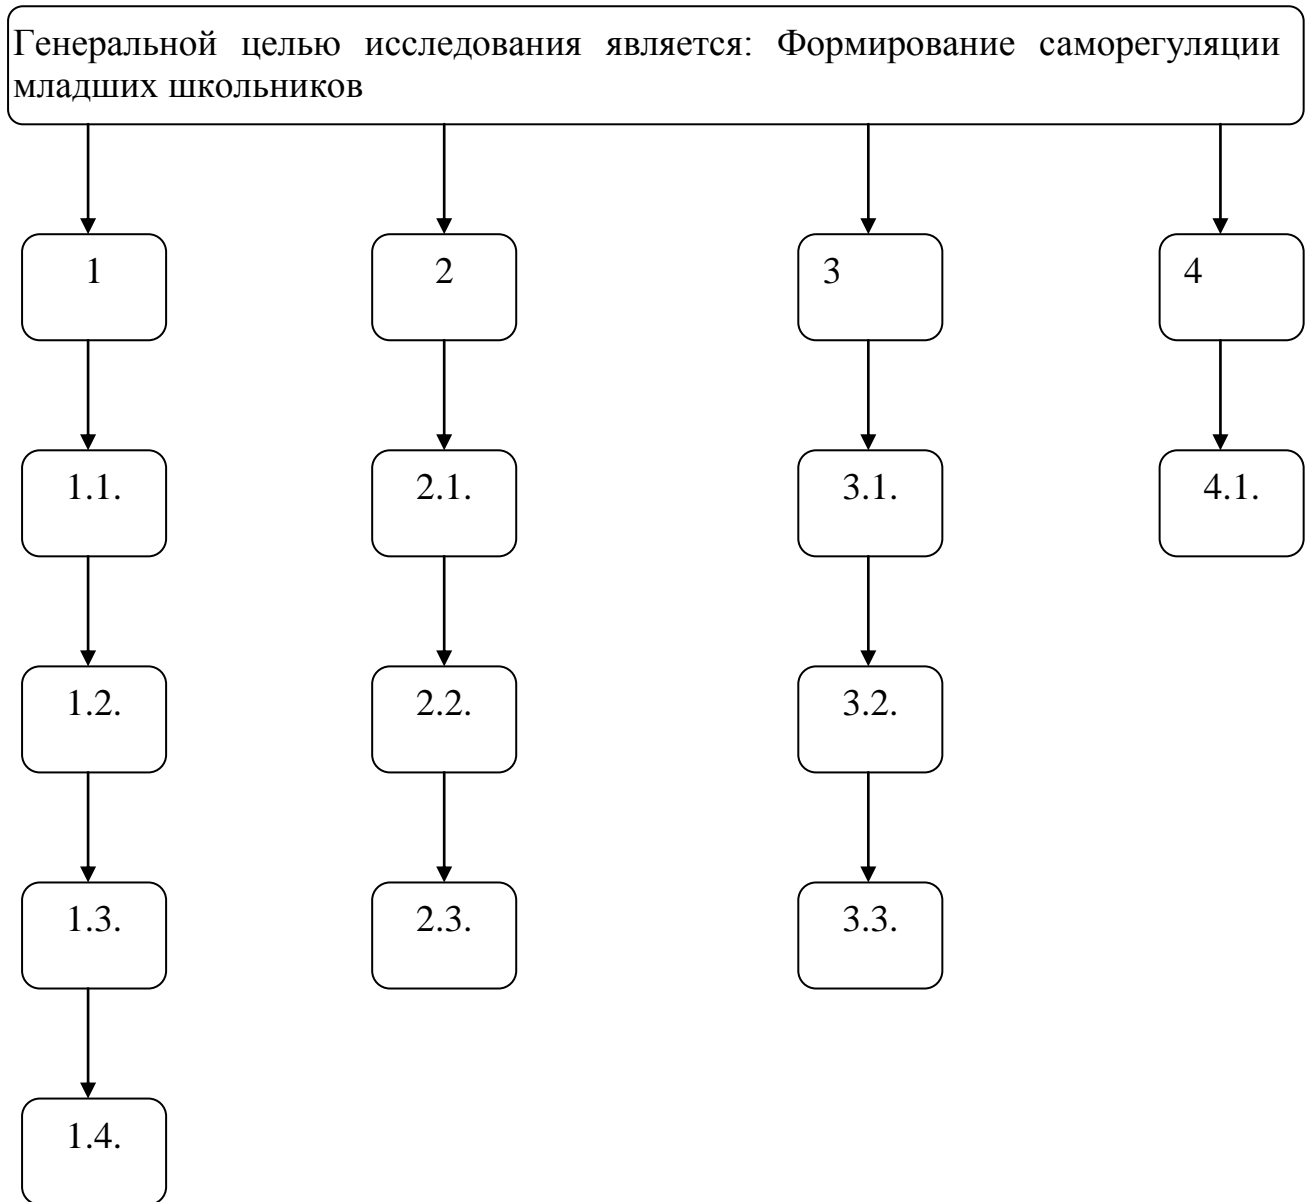 Генеральной целью исследования является: Формирование саморегуляции
младших школьников
1 2 3 4
1.1. 2.1. 3.1. 4.1.
1.2. 2.2. 3.2.
1.3. 2.3. 3.3.
1.4.